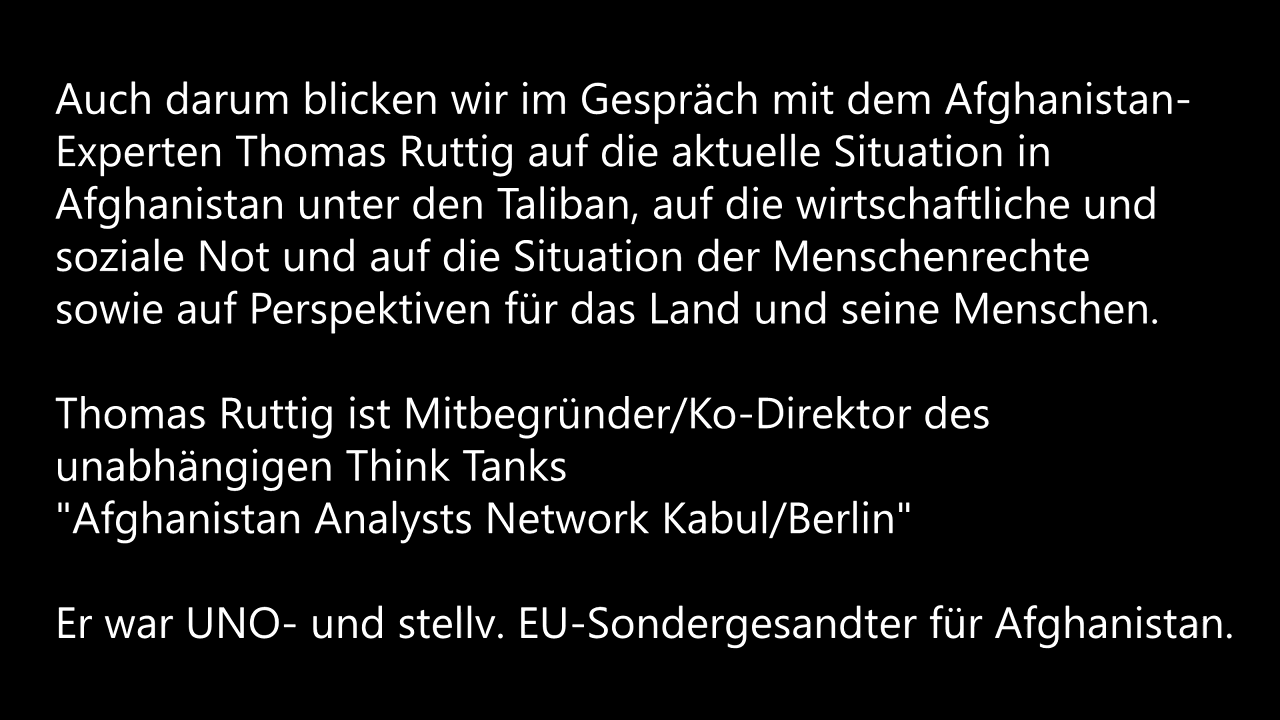 Auch darum blicken wir im Gespräch mit dem Afghanistan-
Experten Thomas Ruttig auf die aktuelle Situation in
Afghanistan unter den Taliban, auf die wirtschaftliche und
soziale Not und auf die Situation der Menschenrechte
sowie auf Perspektiven für das Land und seine Menschen.
Thomas Ruttig ist Mitbegründer/Ko-Direktor des
unabhängigen Think Tanks
"Afghanistan Analysts Network Kabul/Berlin"
Er war UNO- und stellv. EU-Sondergesandter für Afghanistan.